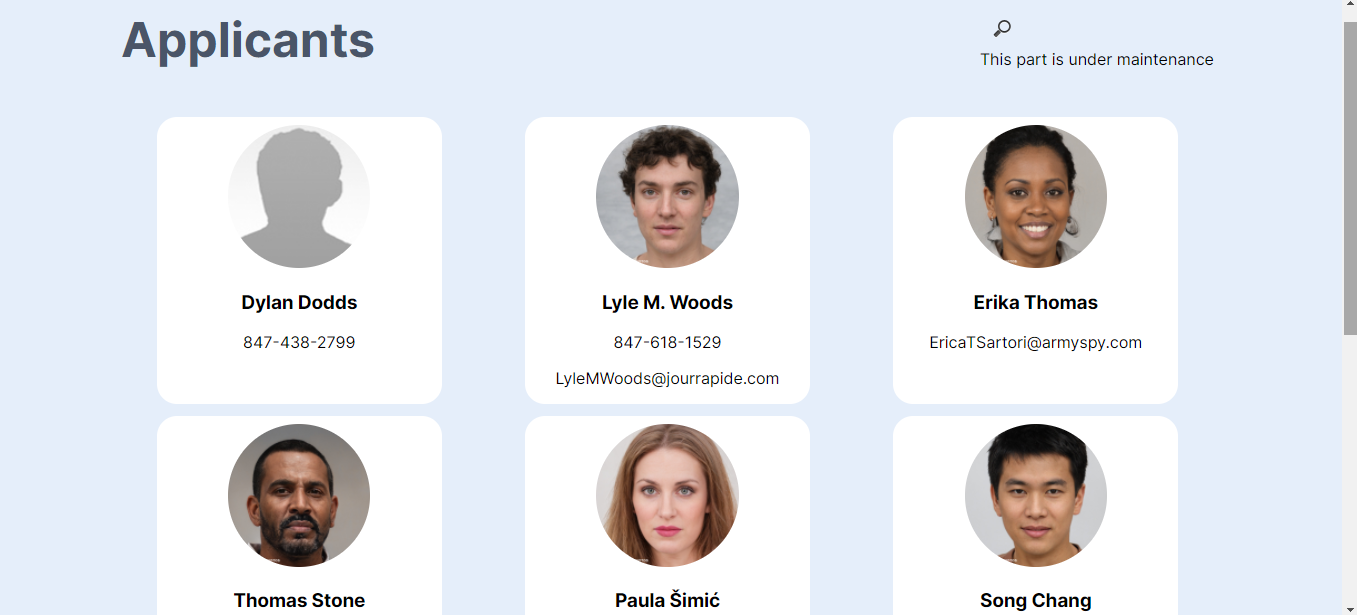 Applicants
This part is under maintenance
Dylan Dodds
847-438-2799
Lyle M. Woods
847-618-1529
LyleMWoods@jourrapide.com
Erika Thomas
EricaTSartori@armyspy.com
Thomas Stone
Paula Šimić
Song Chang